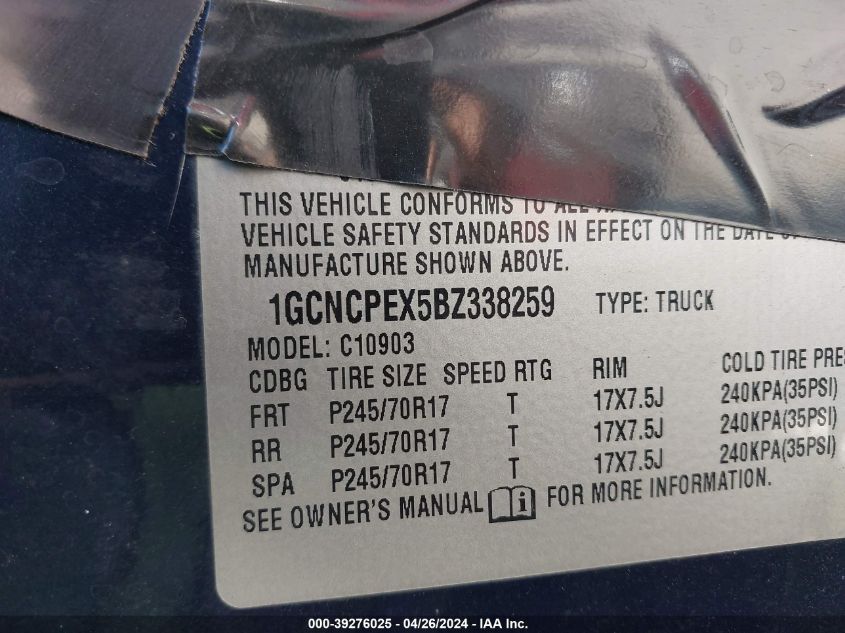 THIS VEHICLE CONFORMS TO ALL
VEHICLE SAFETY STANDARDS IN EFFECT ON THE DATE OF
MANUFACTURE SHOWN ABOVE.
1GCNCPEX5BZ338259 TYPE: TRUCK
MODEL: C10903
CDBG TIRE SIZE SPEED RTG RIM COLD TIRE PRES
FRT P245/70R17 T 17X7.5J 240KPA(35PSI)
RR P245/70R17 T 17X7.5J 240KPA(35PSI)
SPA P245/70R17 T 17X7.5J 240KPA(35PSI)
SEE OWNER'S MANUAL i FOR MORE INFORMATION.
000-39276025 - 04/26/2024 - IAA Inc.